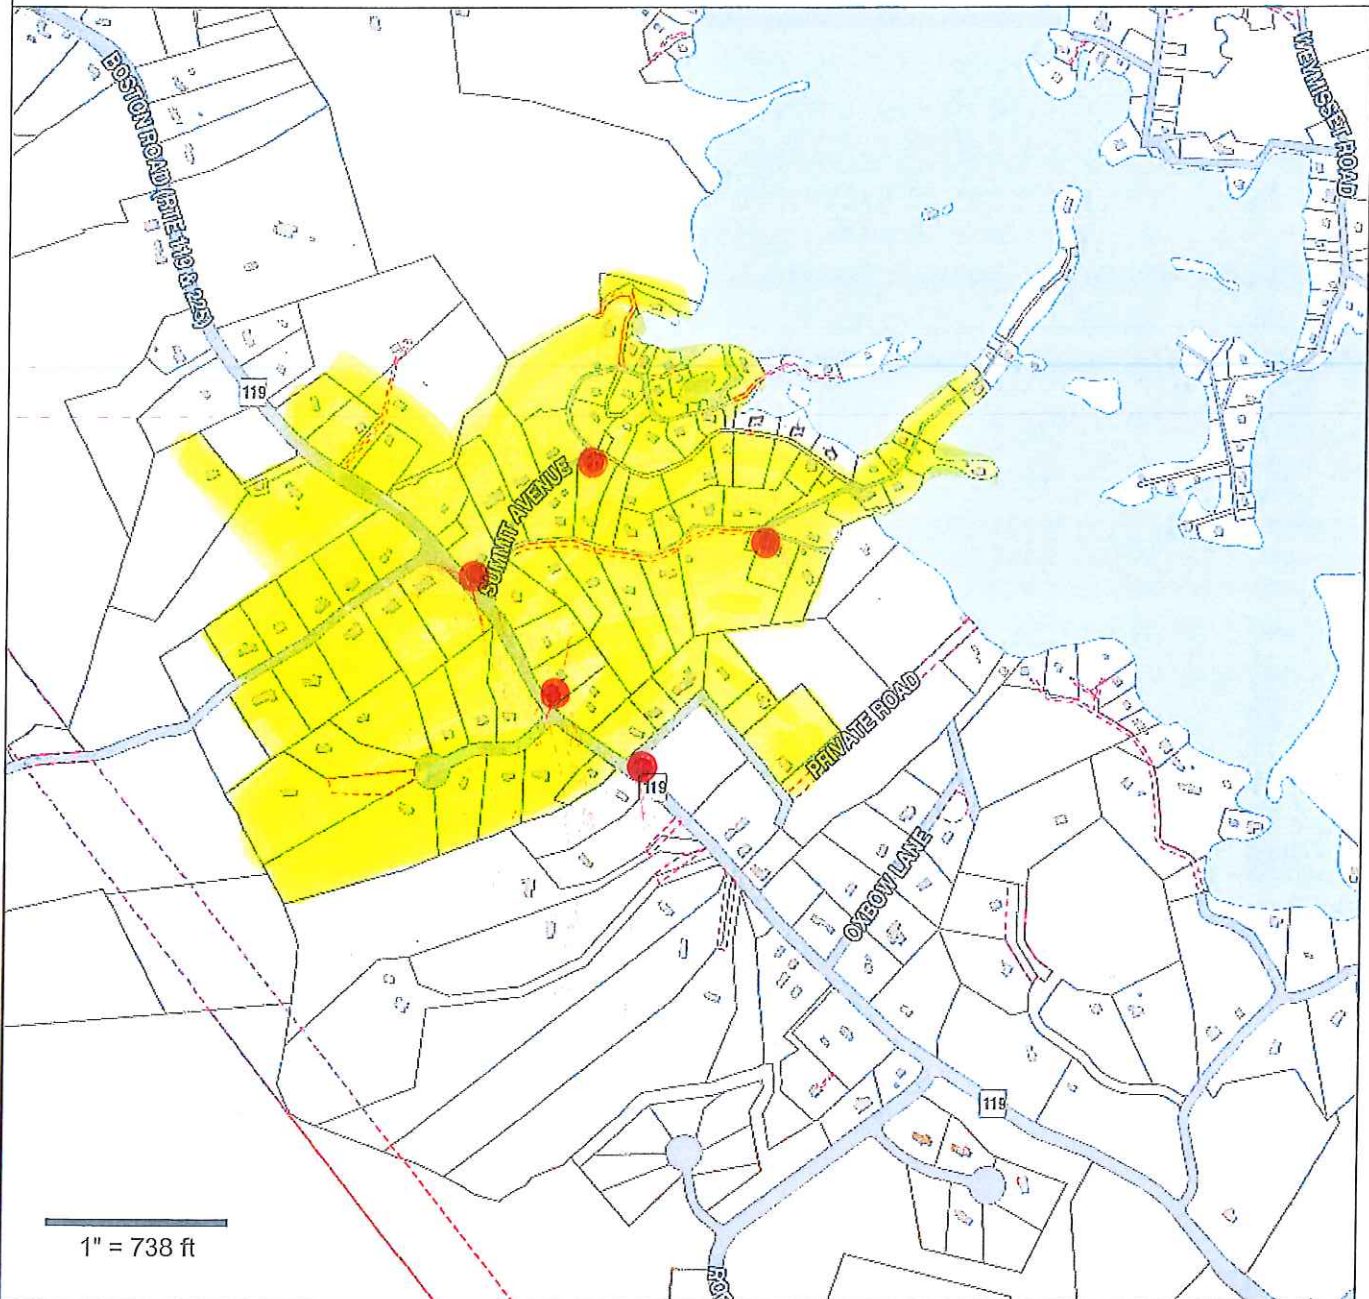 BOSTON ROAD (RTE 119 & 225)
WEYMISSET ROAD
119
SUMMIT AVENUE
PRIVATE ROAD
119
OXBOW LANE
119
1" = 738 ft